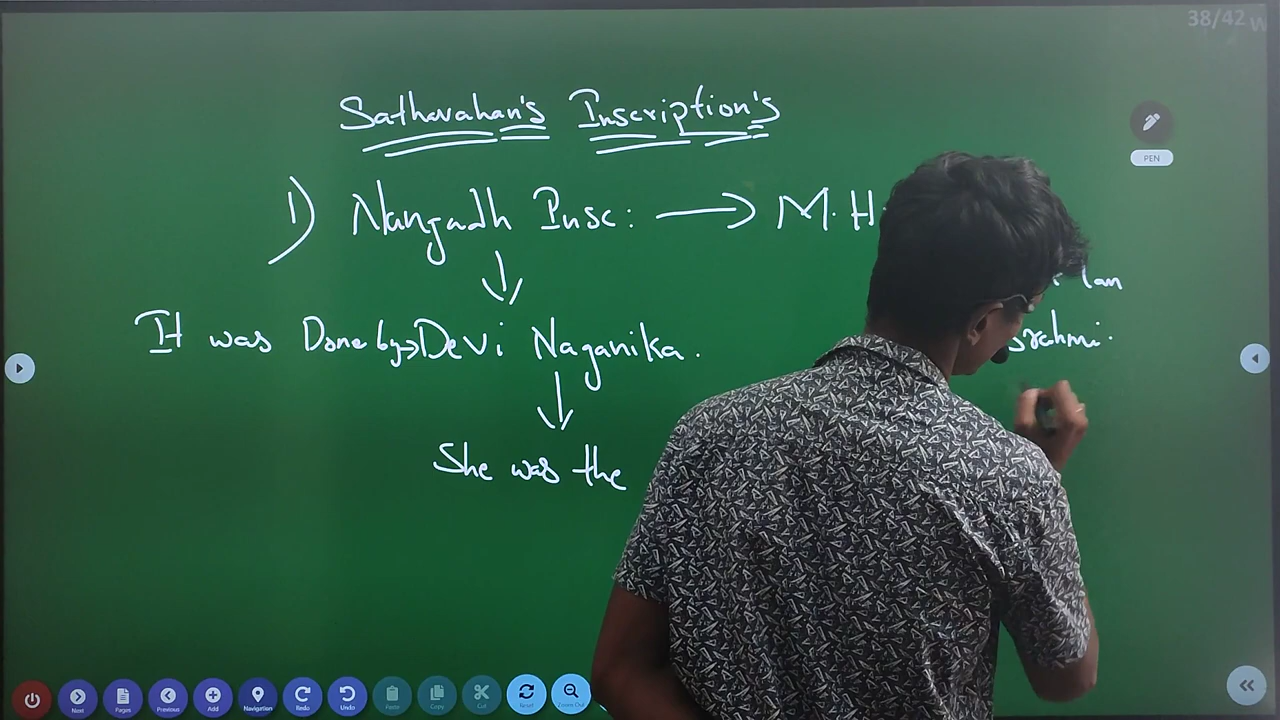 38/42
Sathavahan's Inscription's
PEN
1) Nangadh Insc: → M.H.
lan
It was Done by→Devi Naganika.
She was the
Next
Pages
Previous
Add
Navigation
Redo
Undo
Paste
Copy
Cut
Reset
Zoom Out